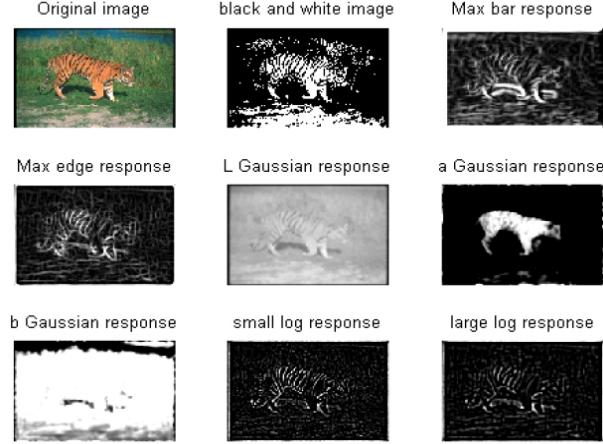 Original image
black and white image
Max bar response
Max edge response
L Gaussian response
a Gaussian response
b Gaussian response
small log response
large log response